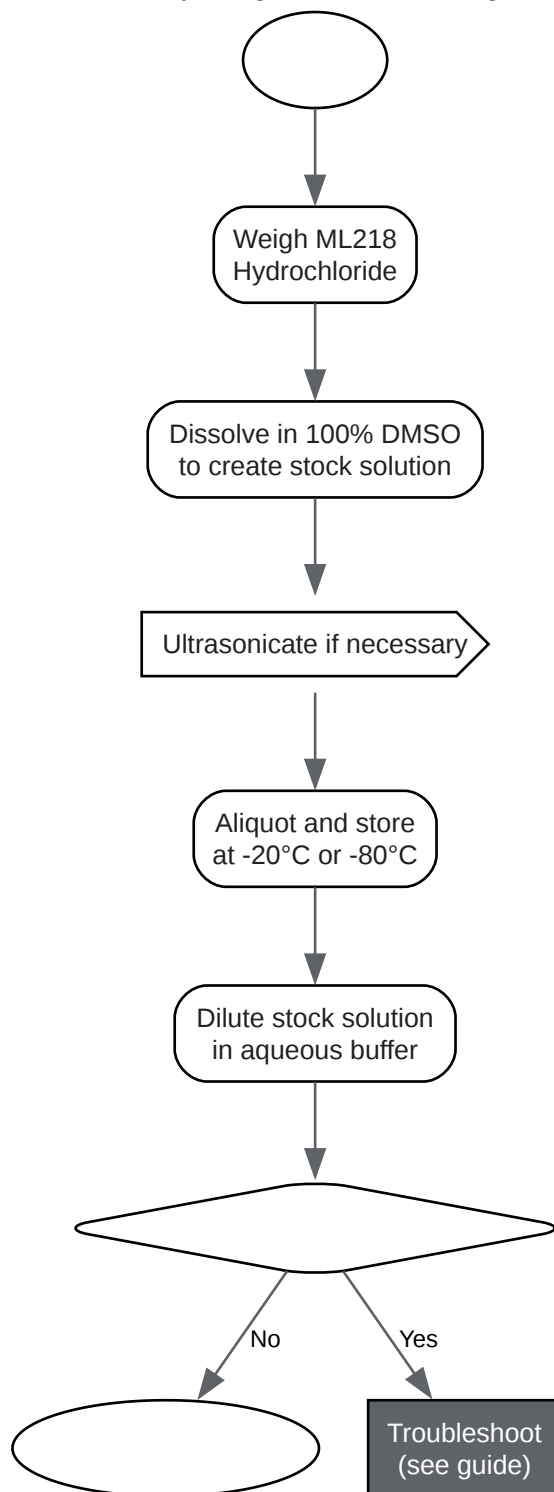 Weigh ML218
Hydrochloride
Dissolve in 100% DMSO
to create stock solution
Ultrasonicate if necessary
Aliquot and store
at -20°C or -80°C
Dilute stock solution
in aqueous buffer
No
Yes
Troubleshoot
(see guide)